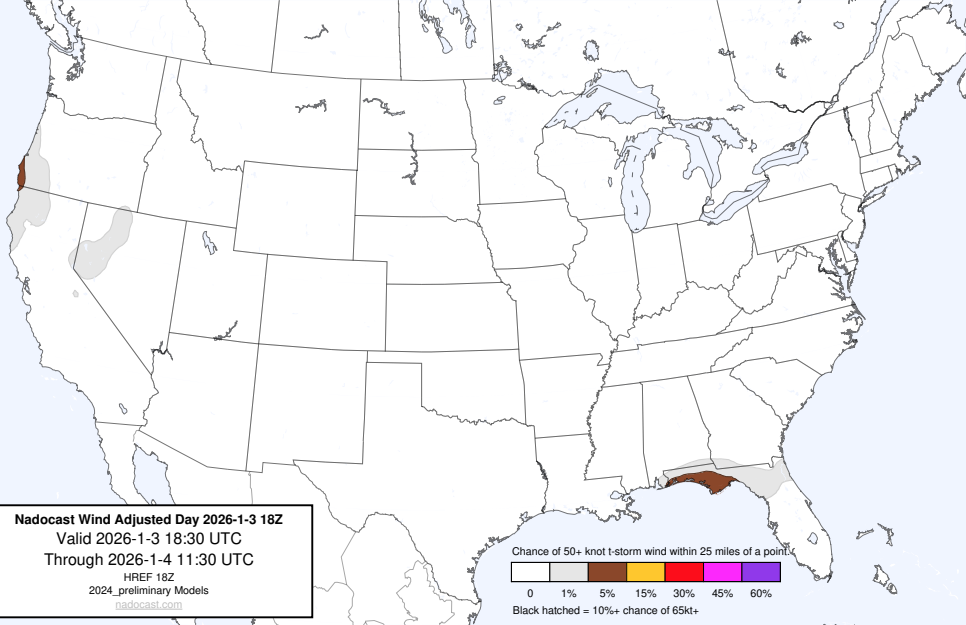 Nadocast Wind Adjusted Day 2026-1-3 18Z
Valid 2026-1-3 18:30 UTC
Through 2026-1-4 11:30 UTC
HREF 18Z
2024_preliminary Models
nadocast.com
Chance of 50+ knot t-storm wind within 25 miles of a point.
0 1% 5% 15% 30% 45% 60%
Black hatched = 10%+ chance of 65kt+